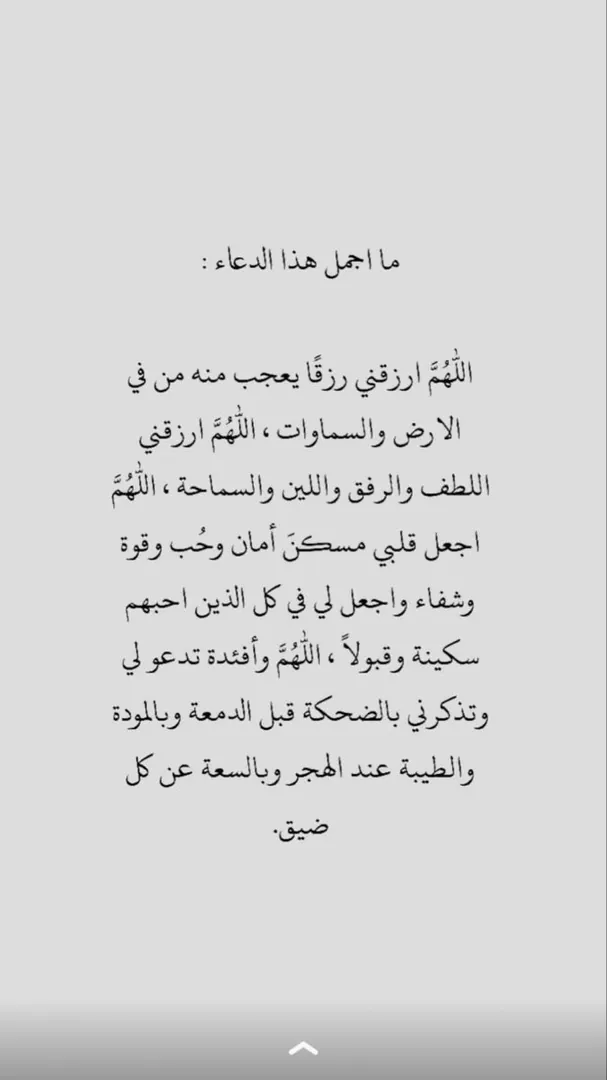 ما اجمل هذا الدعاء :
اللّٰهُمَّ ارزقني رزقًا يعجب منه من في
الارض والسماوات ، اللّٰهُمَّ ارزقني
اللطف والرفق واللين والسماحة ، اللّٰهُمَّ
اجعل قلبي مسكنَ أمان وحُب وقوة
وشفاء واجعل لي في كل الذين احبهم
سكينة وقبولاً ، اللّٰهُمَّ وأفئدة تدعو لي
وتذكرني بالضحكة قبل الدمعة وبالمودة
والطيبة عند الهجر وبالسعة عن كل
ضيق.